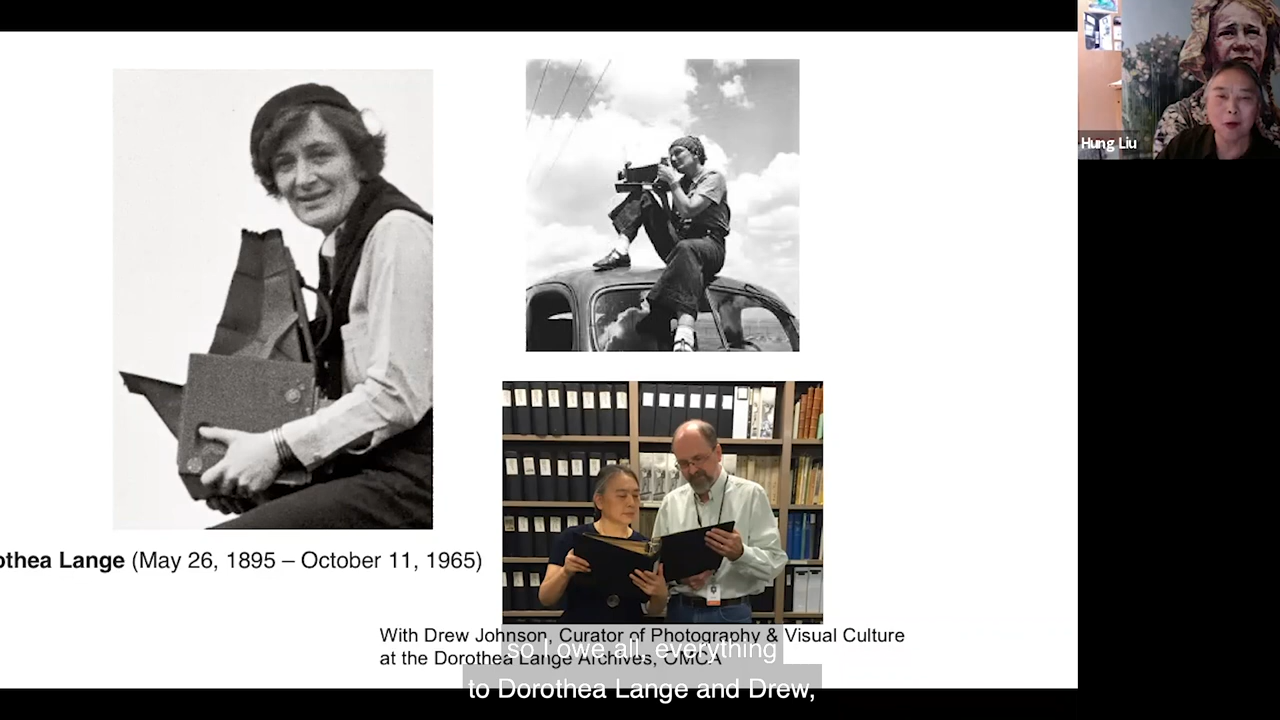 Hung Liu
othea Lange (May 26, 1895 – October 11, 1965)
With Drew Johnson, Curator of Photography & Visual Culture
at the Dorothea Lange Archives, OMCA
so I owe all, everything
to Dorothea Lange and Drew,